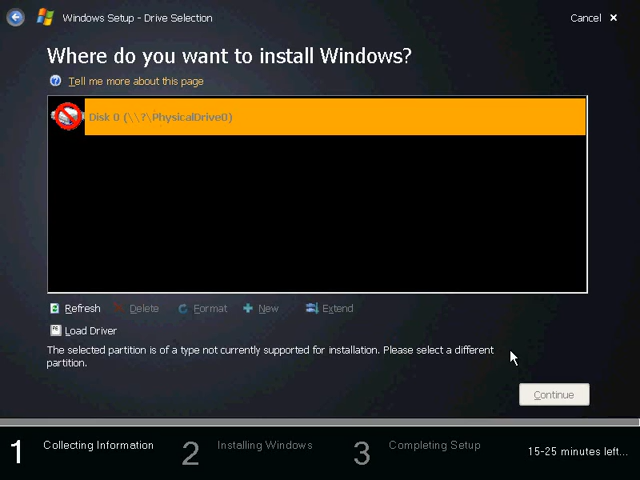 Windows Setup - Drive Selection
Cancel
Where do you want to install Windows?
Tell me more about this page
Disk 0 (\\?\PhysicalDrive0)
Refresh Delete Format New Extend
Load Driver
The selected partition is of a type not currently supported for installation. Please select a different
partition.
Continue
1 Collecting Information 2 Installing Windows 3 Completing Setup 15-25 minutes left...